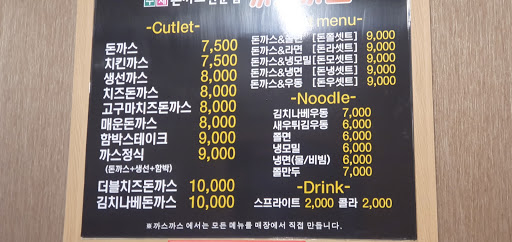 수제 돈까스전문점
-Cutlet-
돈까스 7,500
치킨까스 7,500
생선까스 8,000
치즈돈까스 8,000
고구마치즈돈까스 8,000
매운돈까스 8,000
함박스테이크 9,000
까스정식 9,000
(돈까스+생선+함박)
더블치즈돈까스 10,000
김치나베돈까스 10,000
menu-
돈까스&쫄면 [돈쫄셋트] 9,000
돈까스&라면 [돈라셋트] 9,000
돈까스&냉모밀 [돈모셋트] 9,000
돈까스&냉면 [돈냉셋트] 9,000
돈까스&우동 [돈우셋트] 9,000
-Noodle-
김치나베우동 7,000
새우튀김우동 6,000
쫄면 6,000
냉모밀 6,000
냉면(물/비빔) 6,000
쫄만두 7,000
-Drink-
스프라이트 2,000 콜라 2,000
※까스까스 에서는 모든 메뉴를 매장에서 직접 만듭니다.